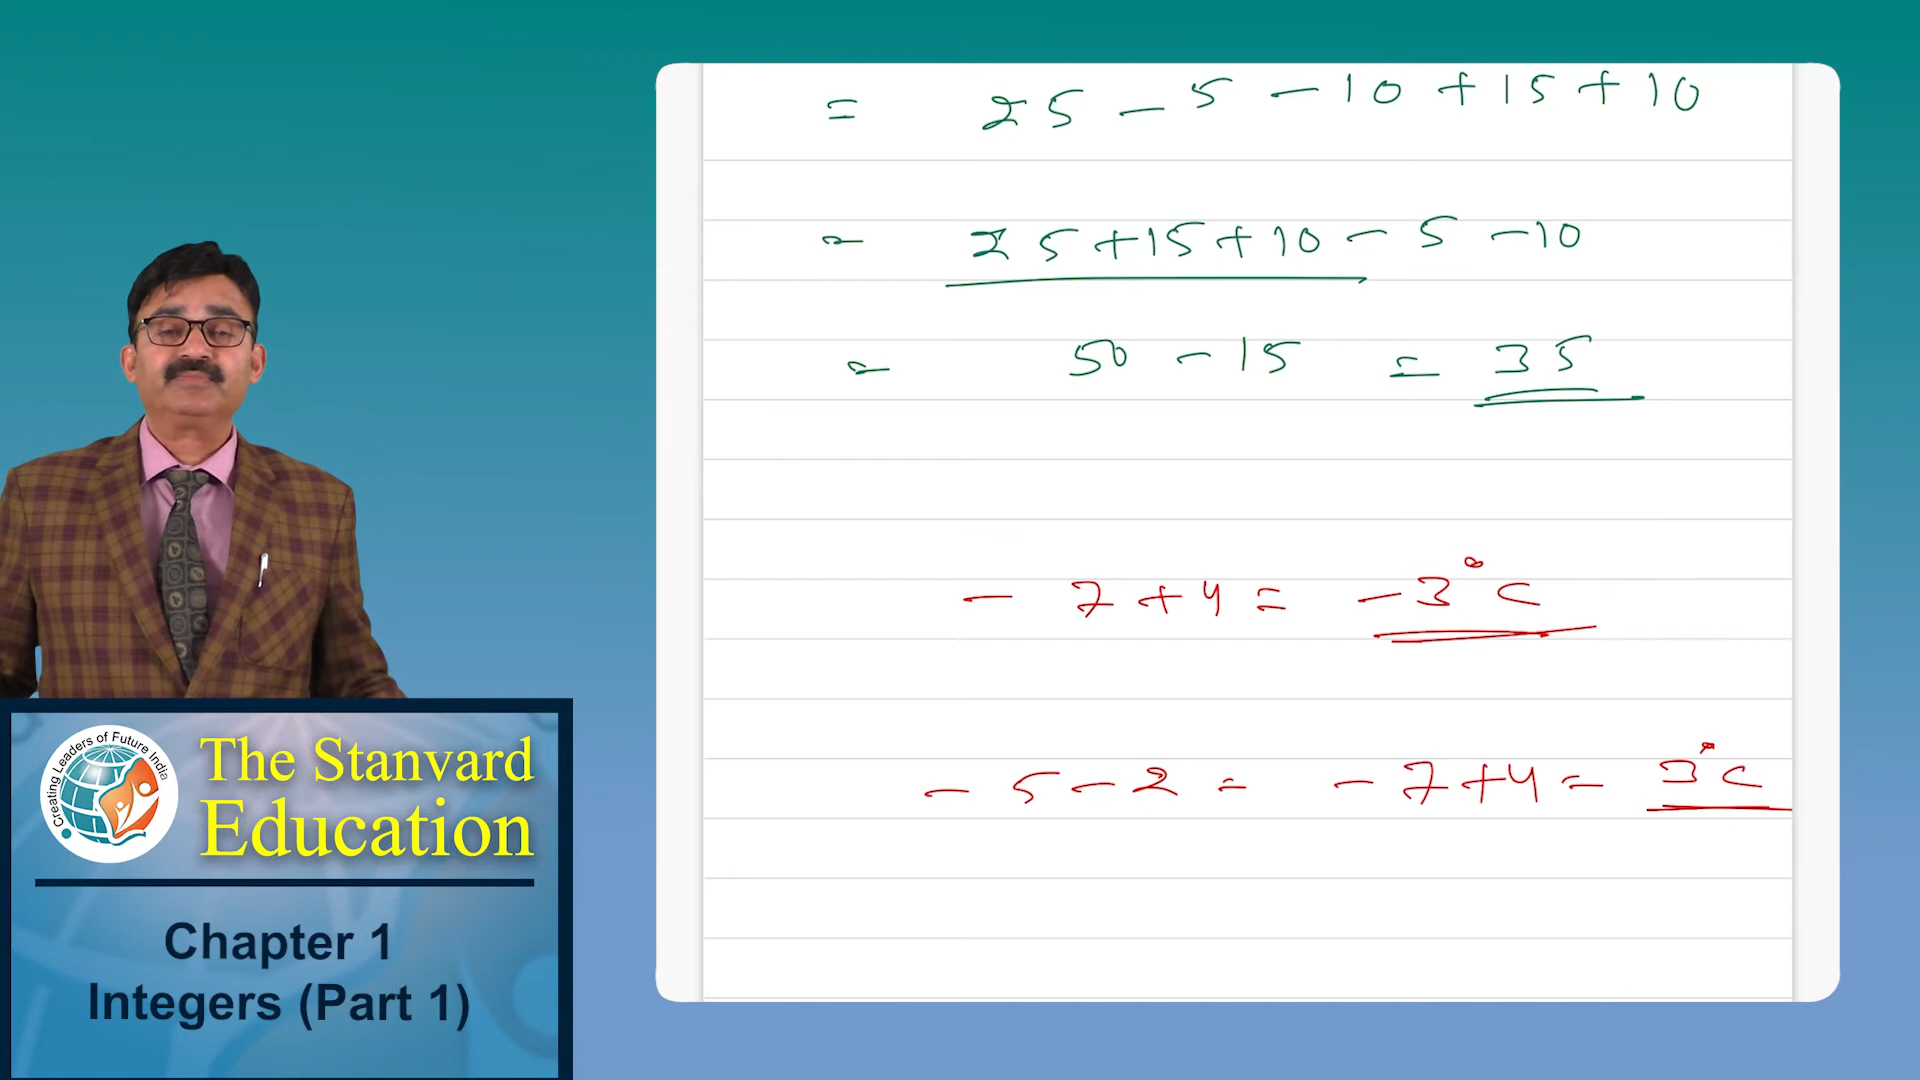 = 25 - 5 - 10 + 15 + 10
= 25 + 15 + 10 - 5 - 10
= 50 - 15 = 35
- 7 + 4 = - 3°C
- 5 - 2 = - 7 + 4 = 3°C
Creating Leaders of Future India
The Stanvard
Education
Chapter 1
Integers (Part 1)